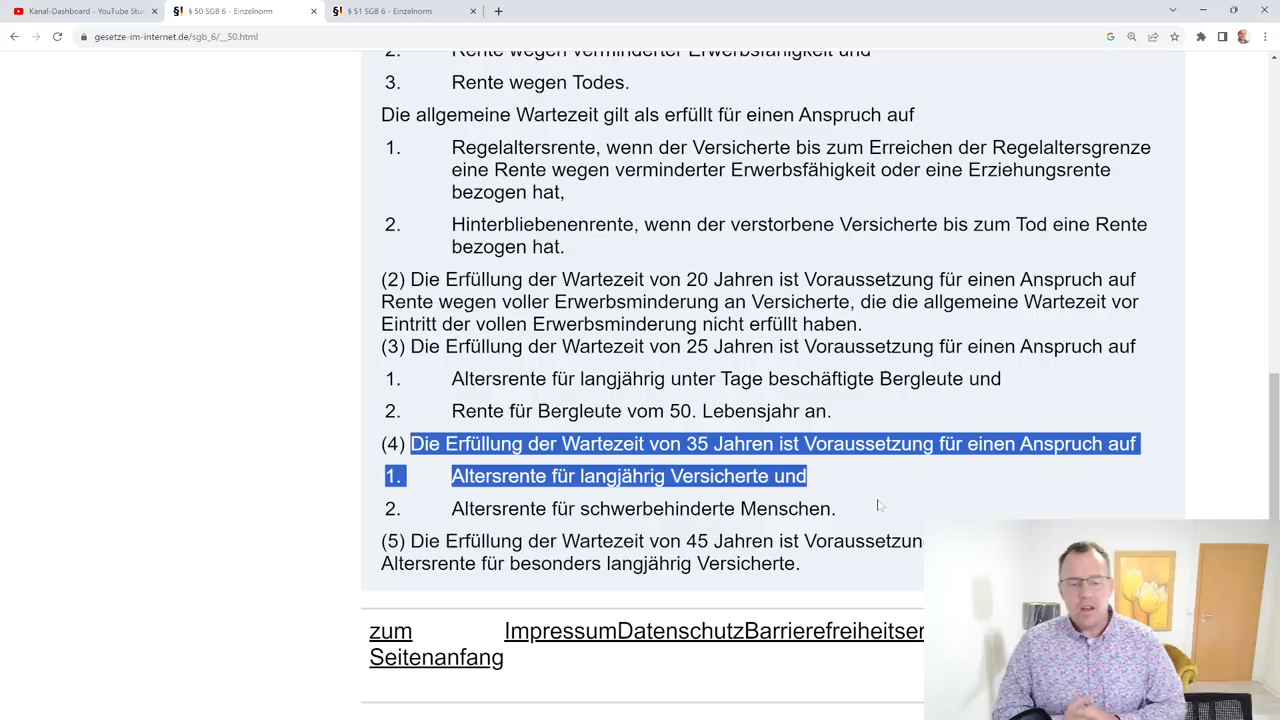 Kanal-Dashboard - YouTube Stu
§! § 50 SGB 6 - Einzelnorm
§! § 51 SGB 6 - Einzelnorm
gesetze-im-internet.de/sgb_6/__50.html
2. Rente wegen verminderter Erwerbsfähigkeit und
3. Rente wegen Todes.
Die allgemeine Wartezeit gilt als erfüllt für einen Anspruch auf
1. Regelaltersrente, wenn der Versicherte bis zum Erreichen der Regelaltersgrenze
eine Rente wegen verminderter Erwerbsfähigkeit oder eine Erziehungsrente
bezogen hat,
2. Hinterbliebenenrente, wenn der verstorbene Versicherte bis zum Tod eine Rente
bezogen hat.
(2) Die Erfüllung der Wartezeit von 20 Jahren ist Voraussetzung für einen Anspruch auf
Rente wegen voller Erwerbsminderung an Versicherte, die die allgemeine Wartezeit vor
Eintritt der vollen Erwerbsminderung nicht erfüllt haben.
(3) Die Erfüllung der Wartezeit von 25 Jahren ist Voraussetzung für einen Anspruch auf
1. Altersrente für langjährig unter Tage beschäftigte Bergleute und
2. Rente für Bergleute vom 50. Lebensjahr an.
(4) Die Erfüllung der Wartezeit von 35 Jahren ist Voraussetzung für einen Anspruch auf
1. Altersrente für langjährig Versicherte und
2. Altersrente für schwerbehinderte Menschen.
(5) Die Erfüllung der Wartezeit von 45 Jahren ist Voraussetzun
Altersrente für besonders langjährig Versicherte.
zum ImpressumDatenschutzBarrierefreiheitser
Seitenanfang